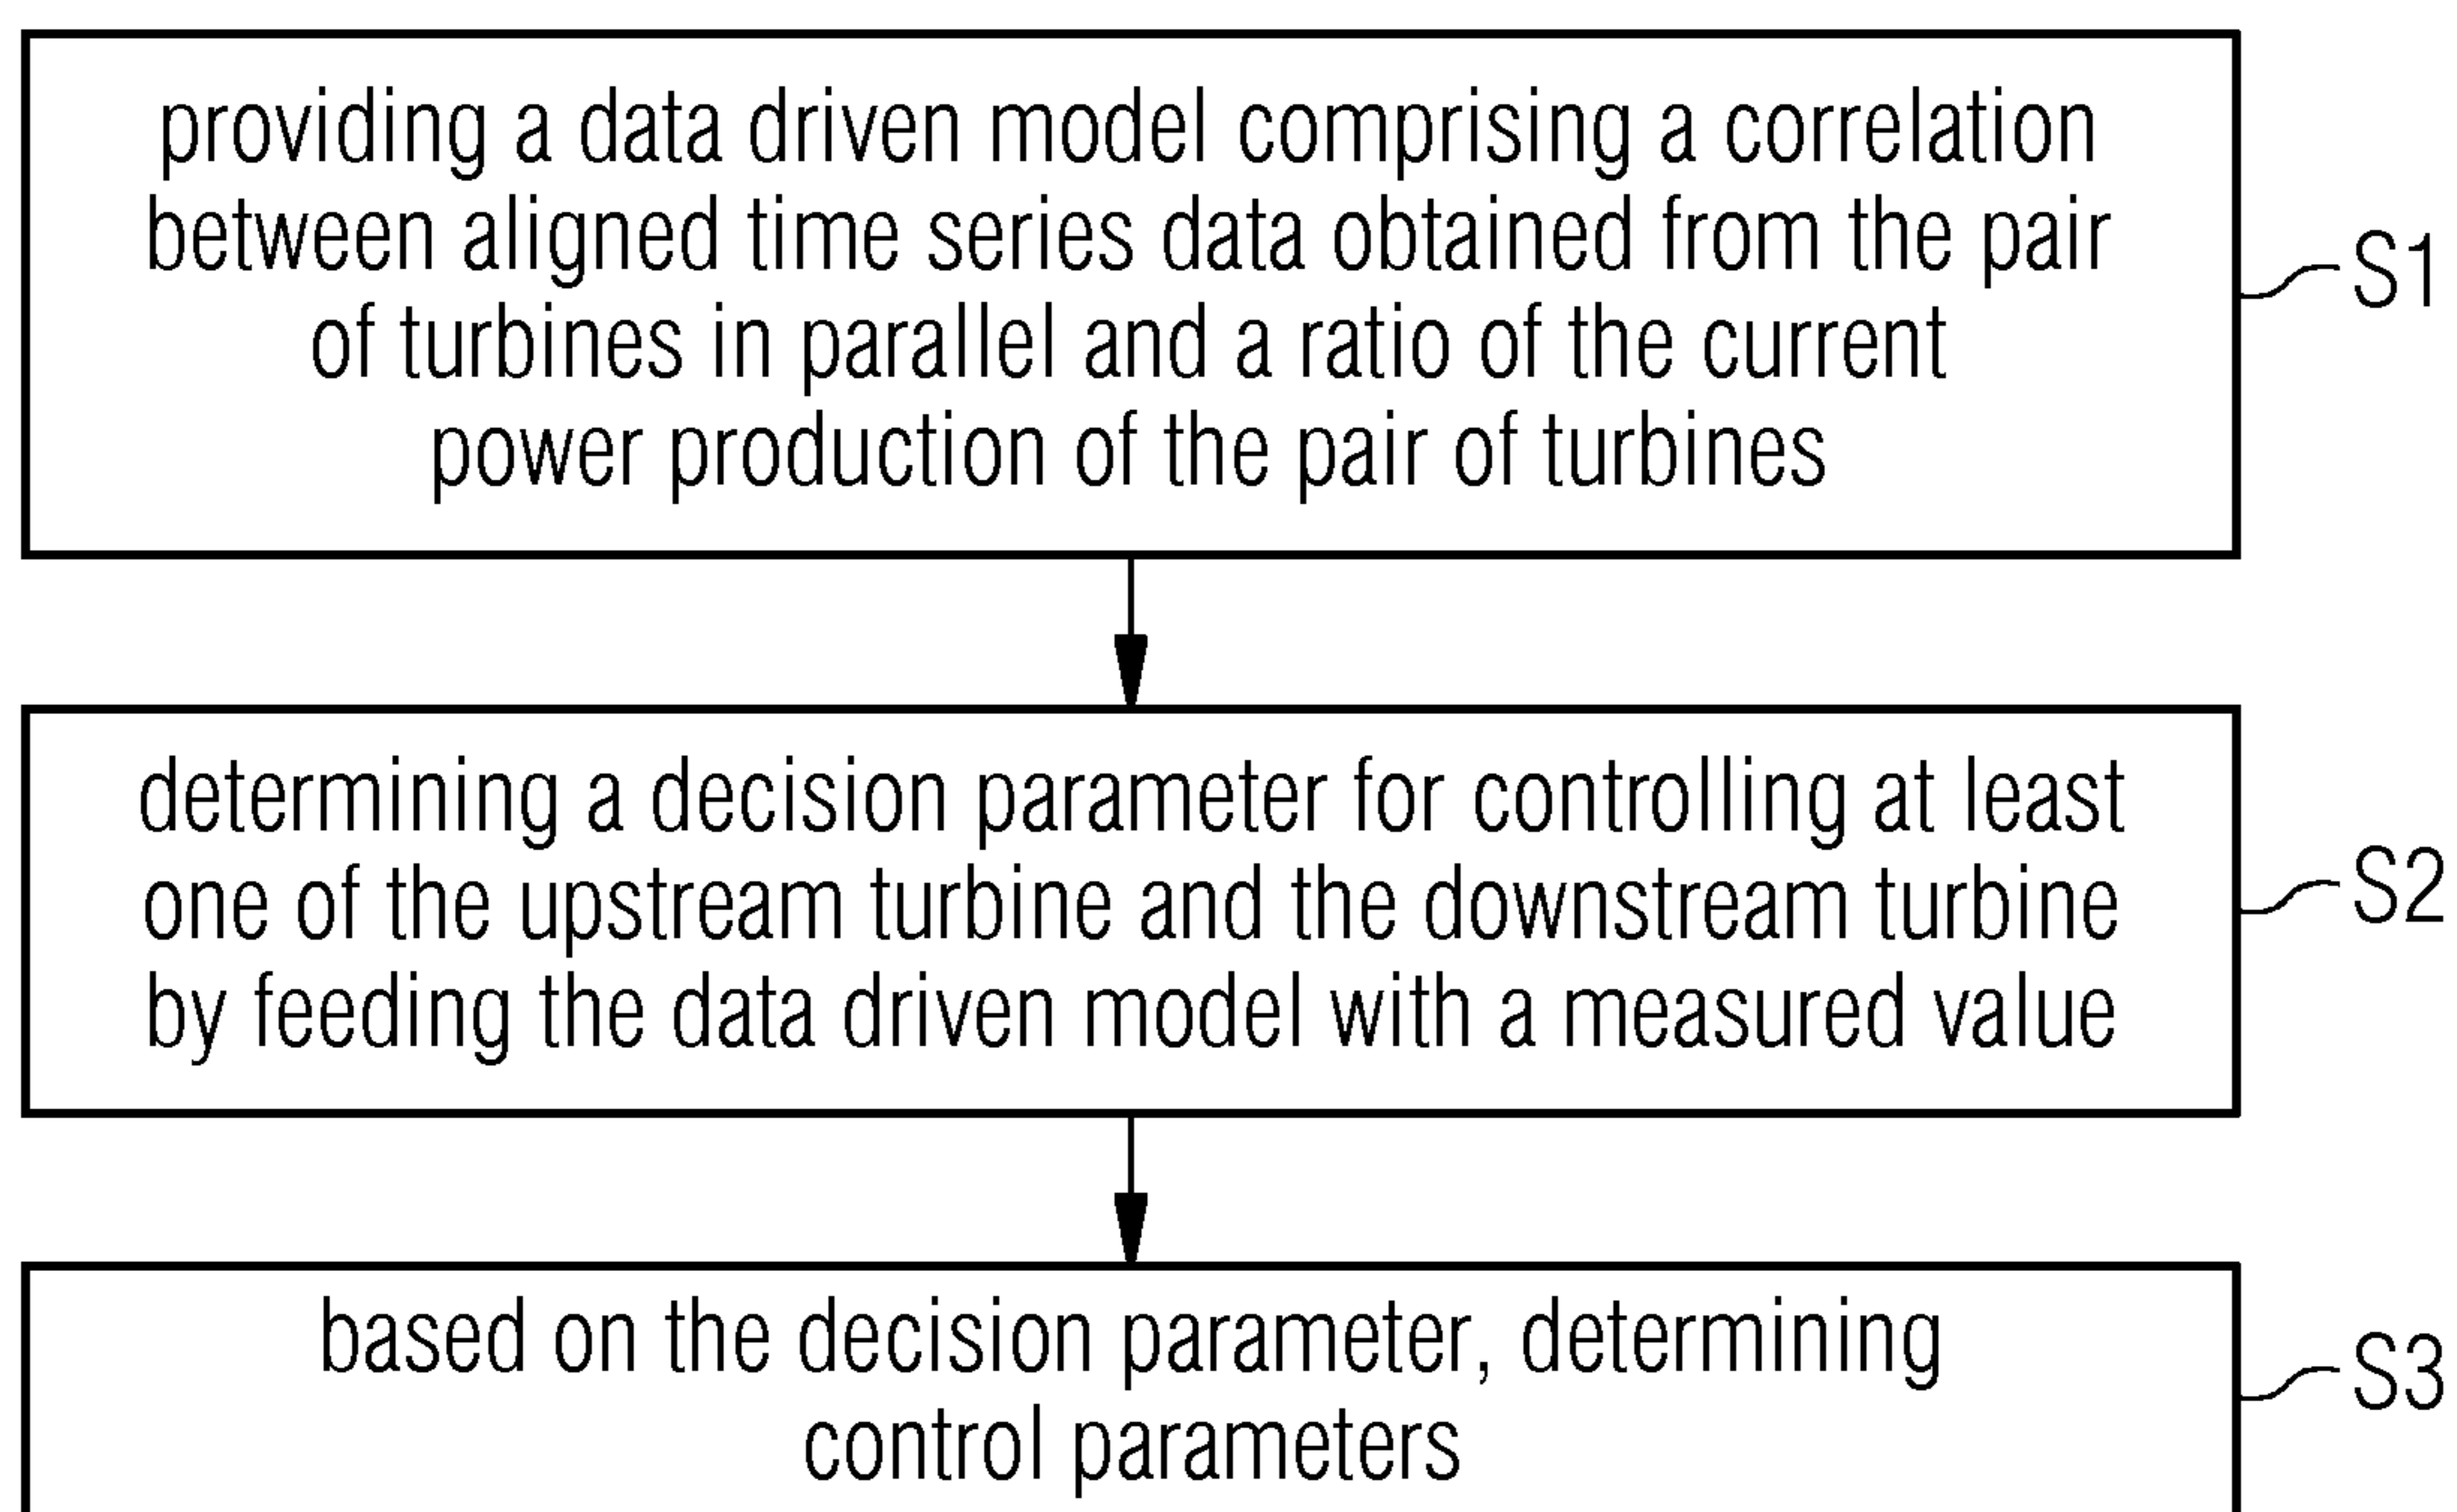 providing a data driven model comprising a correlation
between aligned time series data obtained from the pair
of turbines in parallel and a ratio of the current
power production of the pair of turbines
S1
determining a decision parameter for controlling at least
one of the upstream turbine and the downstream turbine
by feeding the data driven model with a measured value
S2
based on the decision parameter, determining
control parameters
S3